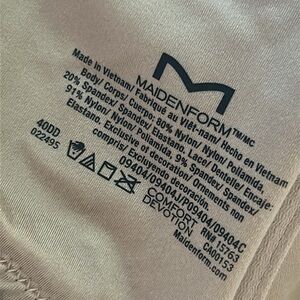 M
MAIDENFORM™/MC
Made in Vietnam/ Fabriqué au Viêt-nam/ Hecho en Vietnam
Body/ Corps/ Cuerpo: 80% Nylon/ Nylon/ Poliamida,
20% Spandex/ Spandex/ Elastano. Lace/ Dentelle/ Encaje:
91% Nylon/ Nylon/ Poliamida, 9% Spandex/ Spandex/
Elastano. Exclusive of decoration/ Ornements non
compris/ Excluyendo decoración.
40DD
022495
09404/09404J/P09404/09404C
COMFORT
DEVOTION
RN# 15763
CA00153
Maidenform.com